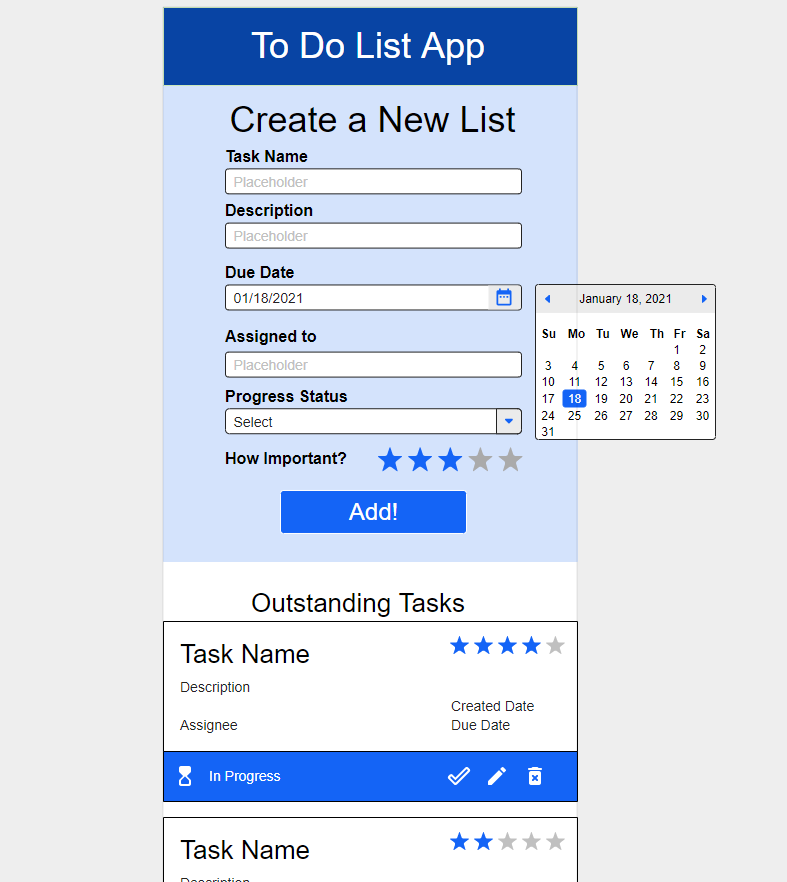 To Do List App
Create a New List
Task Name
Placeholder
Description
Placeholder
Due Date
01/18/2021
January 18, 2021
Su Mo Tu We Th Fr Sa
1 2
3 4 5 6 7 8 9
10 11 12 13 14 15 16
17 18 19 20 21 22 23
24 25 26 27 28 29 30
31
Assigned to
Placeholder
Progress Status
Select
How Important?
Add!
Outstanding Tasks
Task Name
Description
Created Date
Assignee
Due Date
In Progress
Task Name
Description